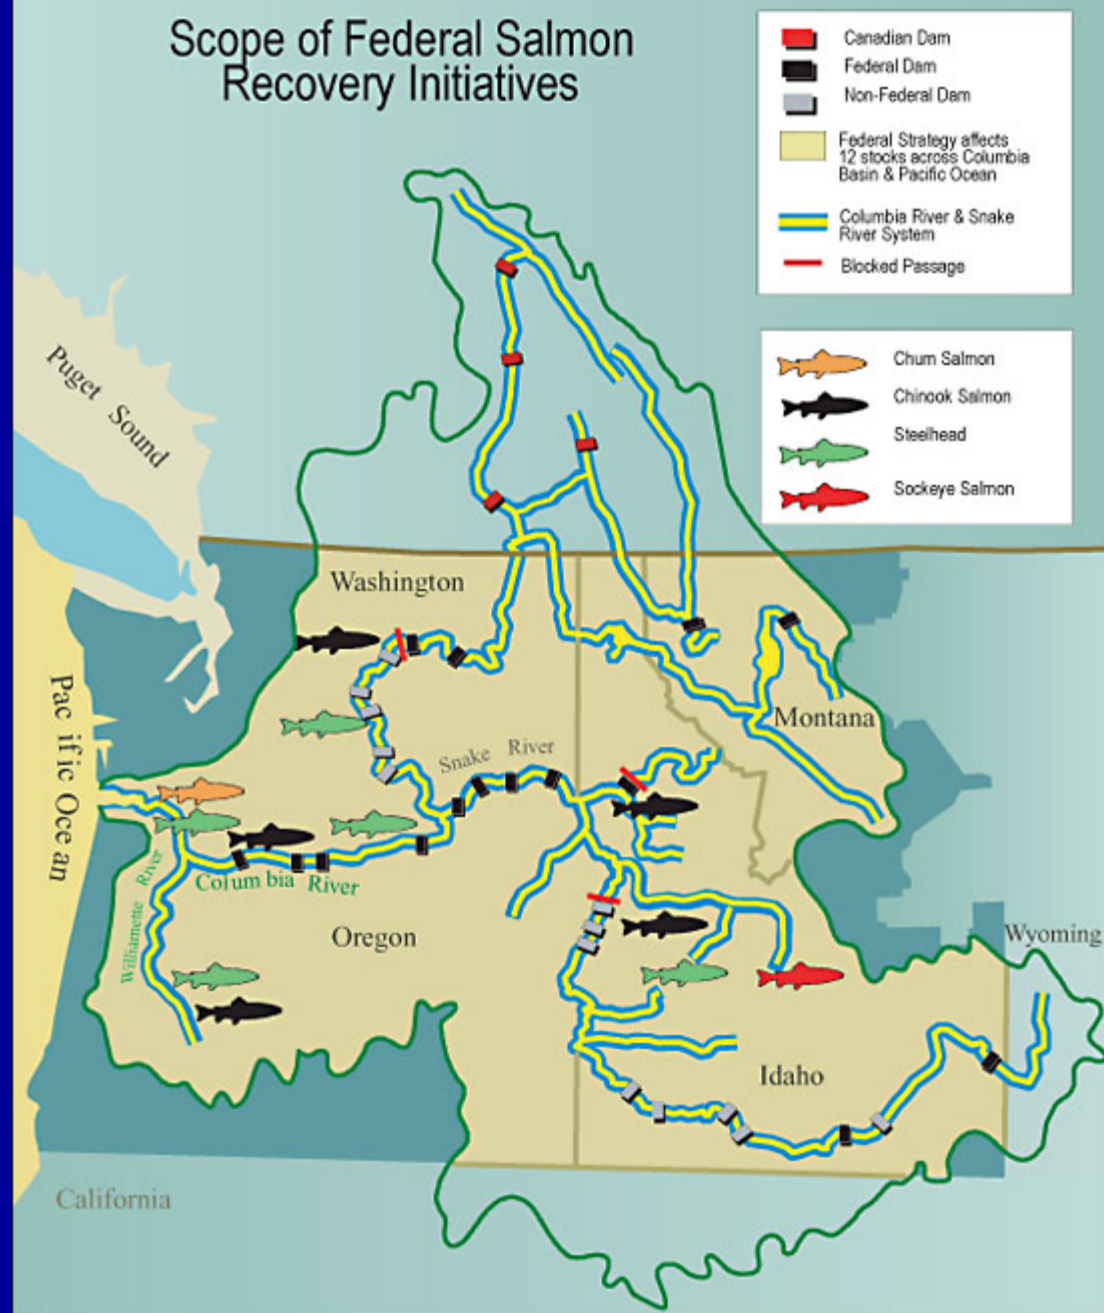 Scope of Federal Salmon
Recovery Initiatives
Canadian Dam
Federal Dam
Non-Federal Dam
Federal Strategy affects
12 stocks across Columbia
Basin & Pacific Ocean
Columbia River & Snake
River System
Blocked Passage
Chum Salmon
Chinook Salmon
Steelhead
Sockeye Salmon
Puget Sound
Washington
Pac if ic Oce an
Montana
Snake River
Colum bia River
Williamette River
Oregon
Wyoming
Idaho
California